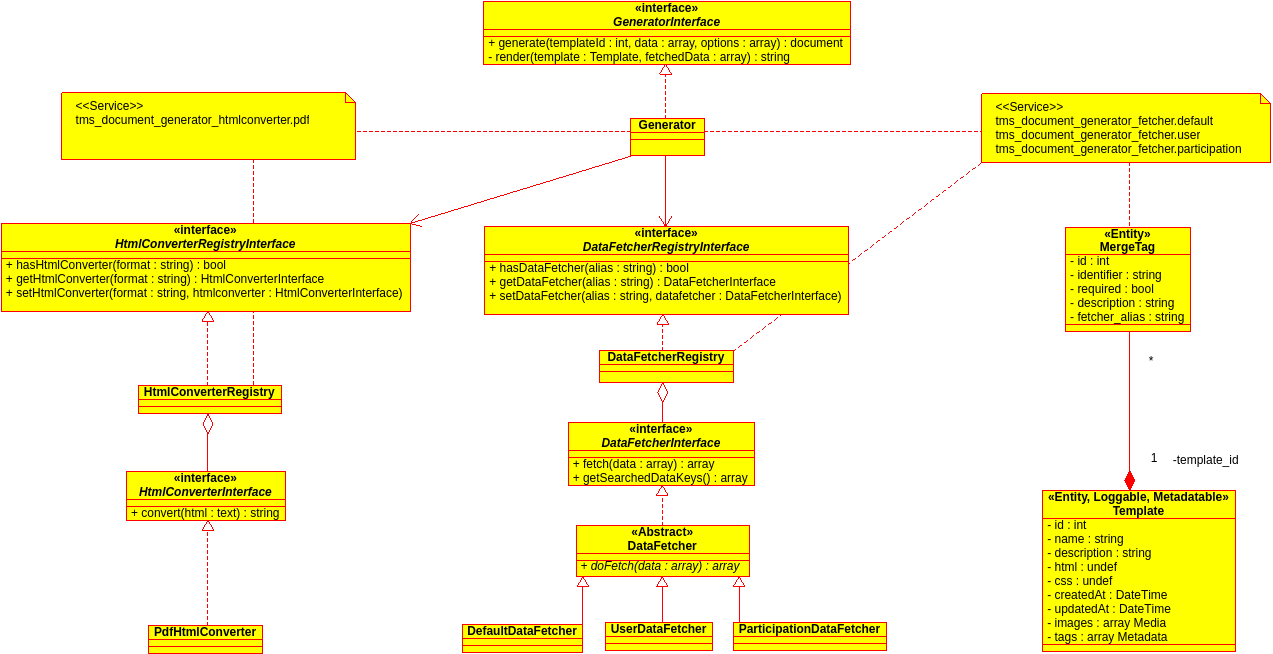 «interface»
GeneratorInterface
+ generate(templateId : int, data : array, options : array) : document
- render(template : Template, fetchedData : array) : string
<<Service>>
tms_document_generator_htmlconverter.pdf
Generator
<<Service>>
tms_document_generator_fetcher.default
tms_document_generator_fetcher.user
tms_document_generator_fetcher.participation
«interface»
HtmlConverterRegistryInterface
+ hasHtmlConverter(format : string) : bool
+ getHtmlConverter(format : string) : HtmlConverterInterface
+ setHtmlConverter(format : string, htmlconverter : HtmlConverterInterface)
«interface»
DataFetcherRegistryInterface
+ hasDataFetcher(alias : string) : bool
+ getDataFetcher(alias : string) : DataFetcherInterface
+ setDataFetcher(alias : string, datafetcher : DataFetcherInterface)
«Entity»
MergeTag
- id : int
- identifier : string
- required : bool
- description : string
- fetcher_alias : string
HtmlConverterRegistry
DataFetcherRegistry
*
«interface»
HtmlConverterInterface
+ convert(html : text) : string
«interface»
DataFetcherInterface
+ fetch(data : array) : array
+ getSearchedDataKeys() : array
1
-template_id
«Abstract»
DataFetcher
+ doFetch(data : array) : array
«Entity, Loggable, Metadatable»
Template
- id : int
- name : string
- description : string
- html : undef
- css : undef
- createdAt : DateTime
- updatedAt : DateTime
- images : array Media
- tags : array Metadata
PdfHtmlConverter
DefaultDataFetcher
UserDataFetcher
ParticipationDataFetcher